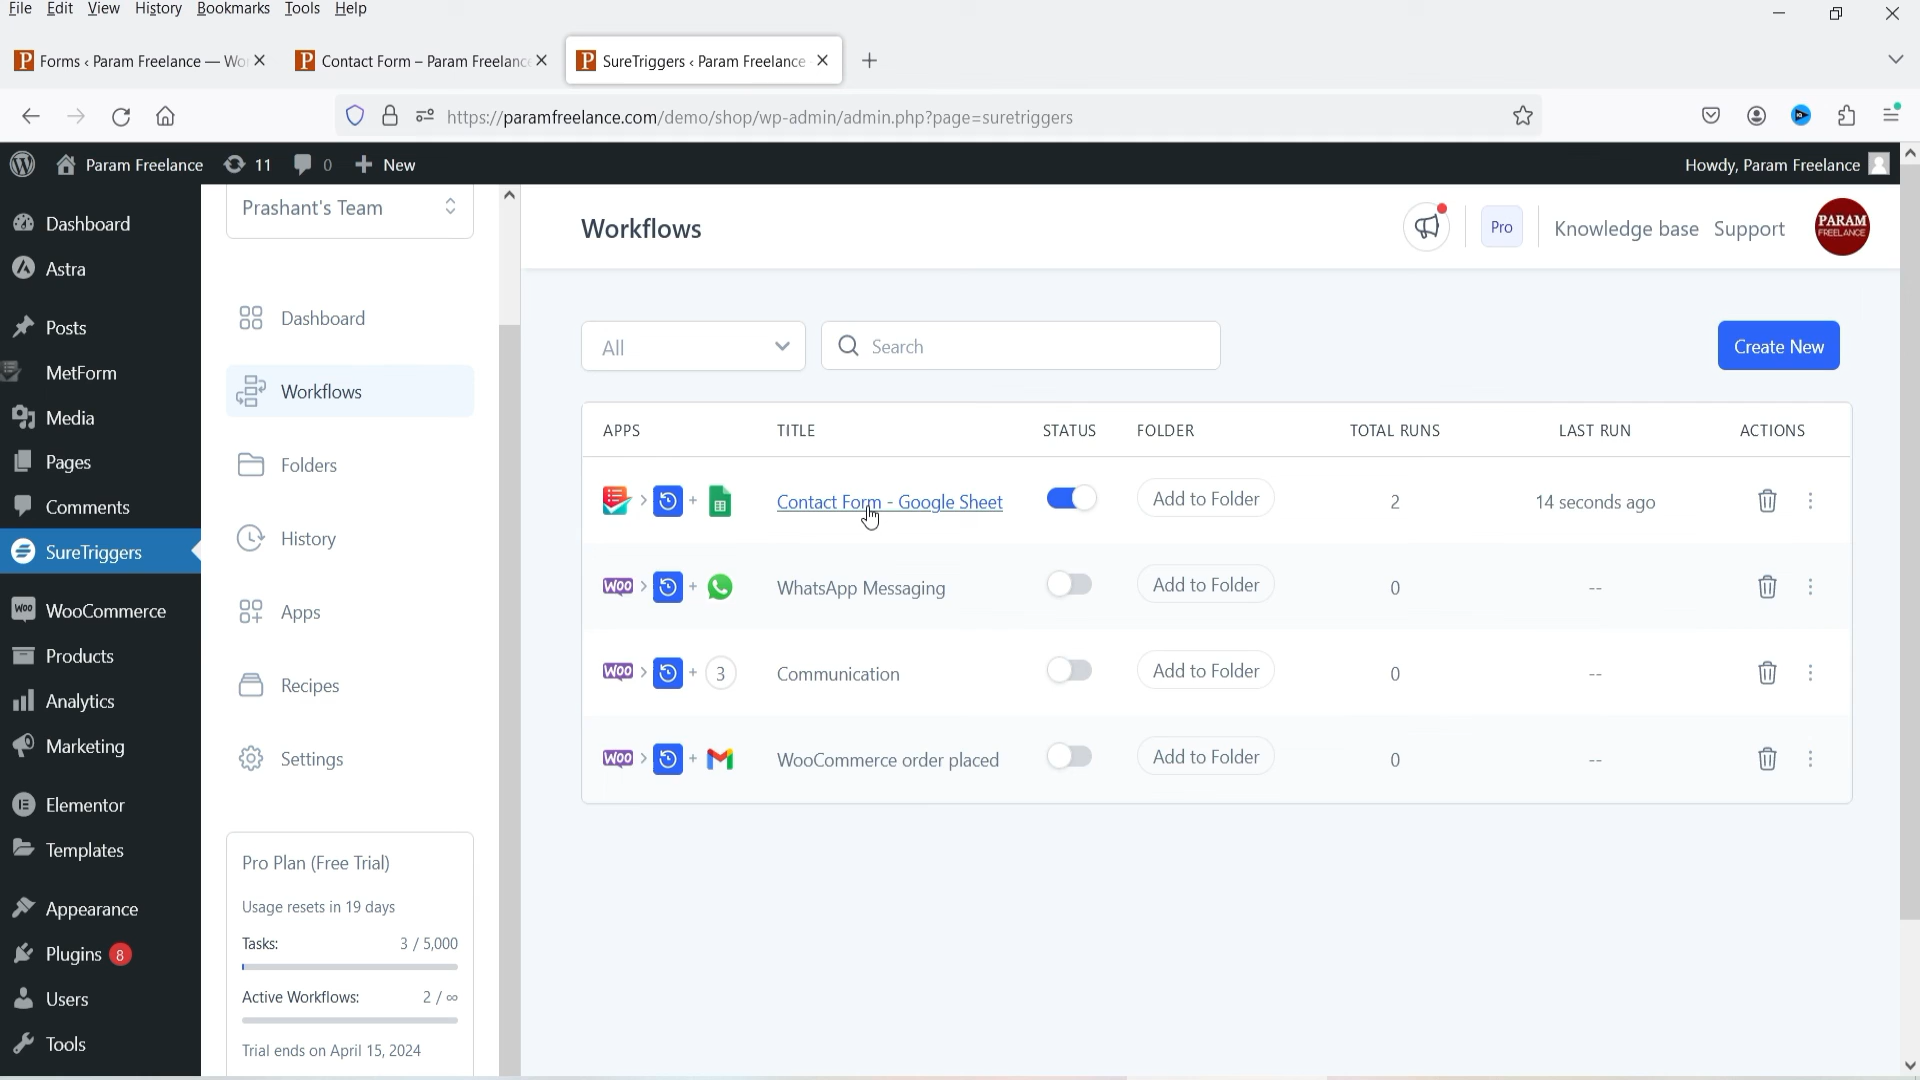 File Edit View History Bookmarks Tools Help
Forms ‹ Param Freelance — Wor
Contact Form – Param Freelance
SureTriggers ‹ Param Freelance
https://paramfreelance.com/demo/shop/wp-admin/admin.php?page=suretriggers
Param Freelance 11 0 New
Howdy, Param Freelance
Dashboard
Astra
Posts
MetForm
Media
Pages
Comments
SureTriggers
WooCommerce
Products
Analytics
Marketing
Elementor
Templates
Appearance
Plugins 8
Users
Tools
Prashant's Team
Dashboard
Workflows
Folders
History
Apps
Recipes
Settings
Pro Plan (Free Trial)
Usage resets in 19 days
Tasks: 3 / 5,000
Active Workflows: 2 / ∞
Trial ends on April 15, 2024
Workflows
Pro
Knowledge base Support
PARAM
FREELANCE
All
Search
Create New
APPS TITLE STATUS FOLDER TOTAL RUNS LAST RUN ACTIONS
Contact Form - Google Sheet Add to Folder 2 14 seconds ago
WOO WhatsApp Messaging Add to Folder 0 --
WOO 3 Communication Add to Folder 0 --
WOO WooCommerce order placed Add to Folder 0 --